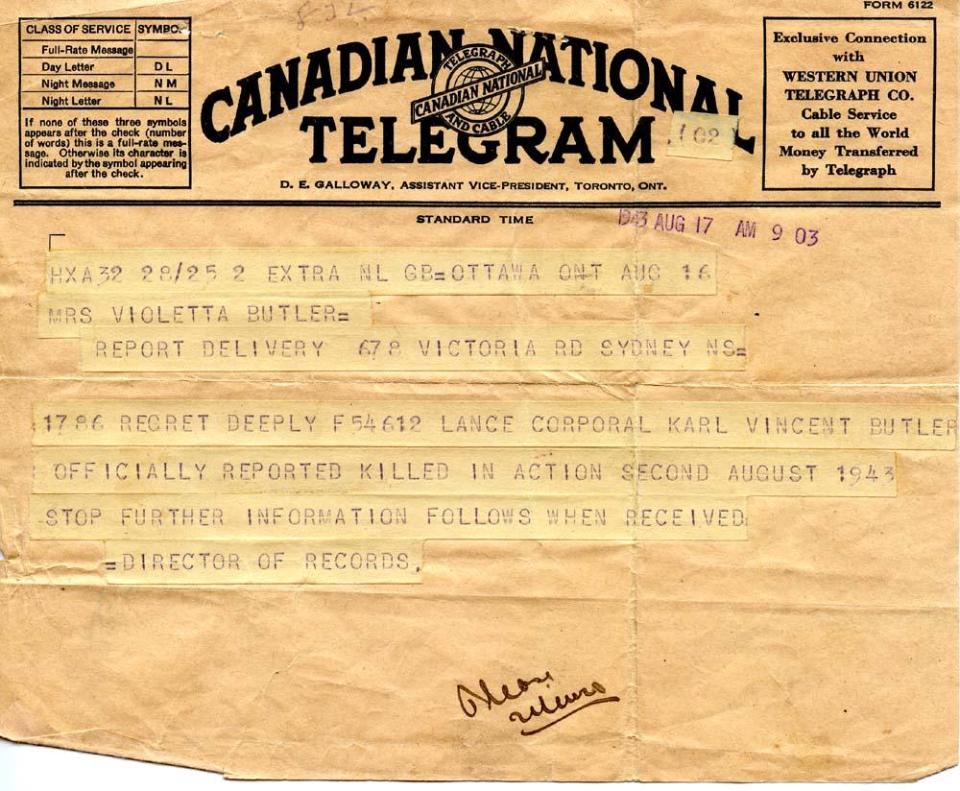 FORM 6122
CLASS OF SERVICE SYMBOL
Full-Rate Message
Day Letter D L
Night Message N M
Night Letter N L
If none of these three symbols
appears after the check (number
of words) this is a full-rate mes-
sage. Otherwise its character is
indicated by the symbol appearing
after the check.
CANADIAN NATIONAL
TELEGRAPH
CANADIAN NATIONAL
AND CABLE
TELEGRAM
D. E. GALLOWAY, ASSISTANT VICE-PRESIDENT, TORONTO, ONT.
Exclusive Connection
with
WESTERN UNION
TELEGRAPH CO.
Cable Service
to all the World
Money Transferred
by Telegraph
STANDARD TIME
1943 AUG 17 AM 9 03
HXA32 28/25 2 EXTRA NL GB=OTTAWA ONT AUG 16
MRS VIOLETTA BUTLER=
REPORT DELIVERY 678 VICTORIA RD SYDNEY NS=
1786 REGRET DEEPLY F54612 LANCE CORPORAL KARL VINCENT BUTLER
OFFICIALLY REPORTED KILLED IN ACTION SECOND AUGUST 1943
STOP FURTHER INFORMATION FOLLOWS WHEN RECEIVED
=DIRECTOR OF RECORDS.